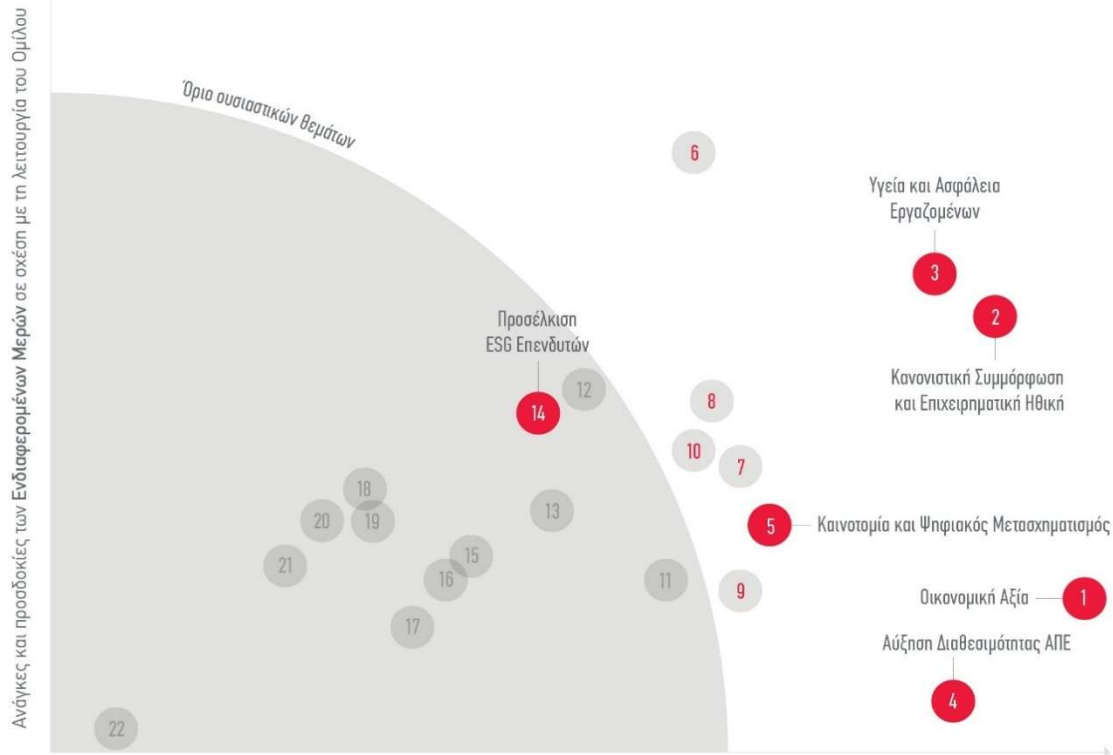 Ανάγκες και προσδοκίες των Ενδιαφερομένων Μερών σε σχέση με τη λειτουργία του Ομίλου
Όριο ουσιαστικών θεμάτων
6
Υγεία και Ασφάλεια
Εργαζομένων
3
2
Κανονιστική Συμμόρφωση
και Επιχειρηματική Ηθική
Προσέλκιση
ESG Επενδυτών
12
14
8
10
7
18
20
19
13
5
Καινοτομία και Ψηφιακός Μετασχηματισμός
21
15
16
11
9
Οικονομική Αξία
1
17
Αύξηση Διαθεσιμότητας ΑΠΕ
4
22